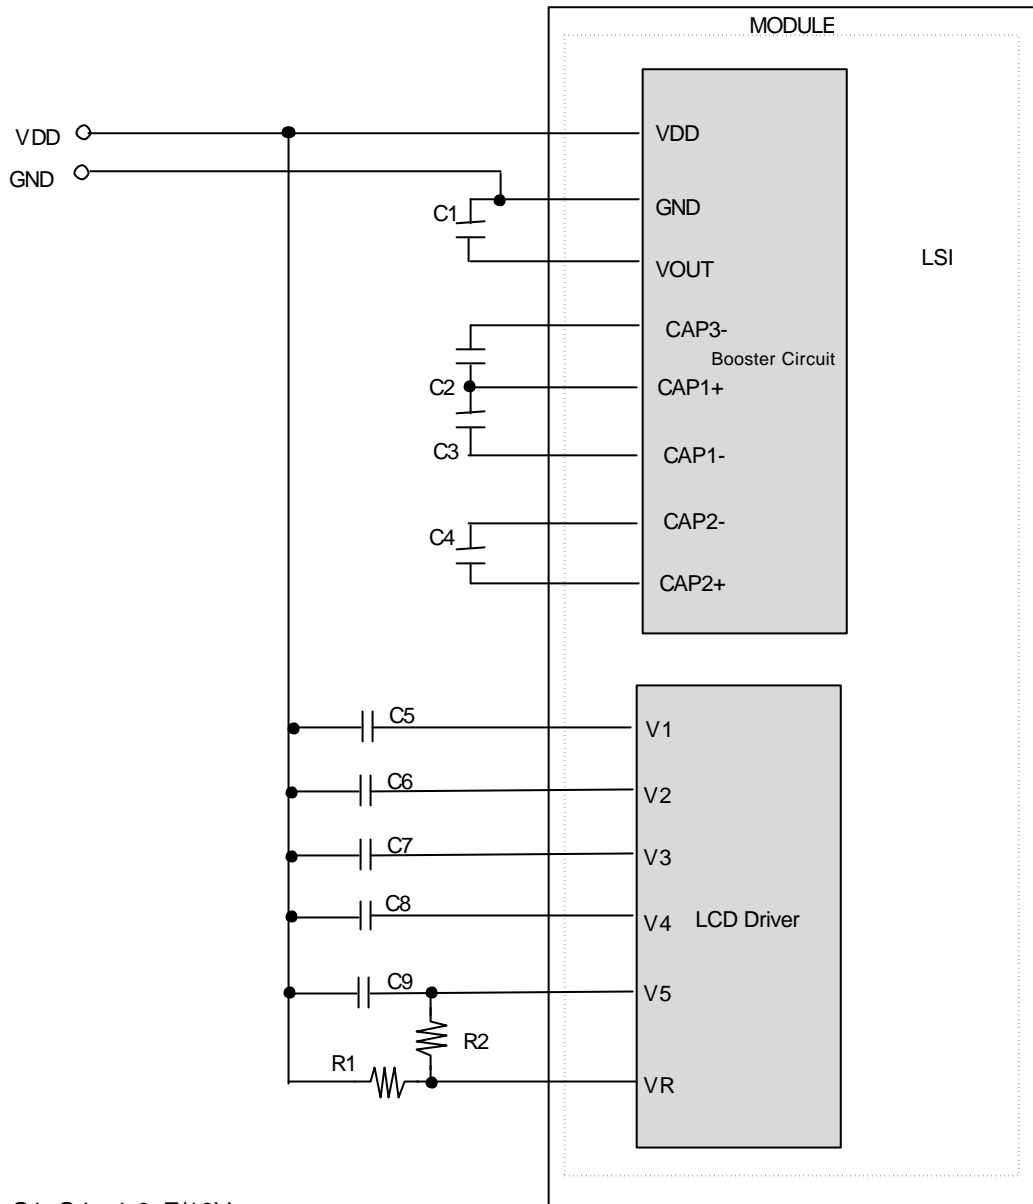 MODULE
VDD
VDD
GND
C1
GND
LSI
VOUT
CAP3-
Booster Circuit
C2
CAP1+
C3
CAP1-
CAP2-
C4
CAP2+
C5
V1
C6
V2
C7
V3
C8
V4
LCD Driver
C9
V5
R2
R1
VR